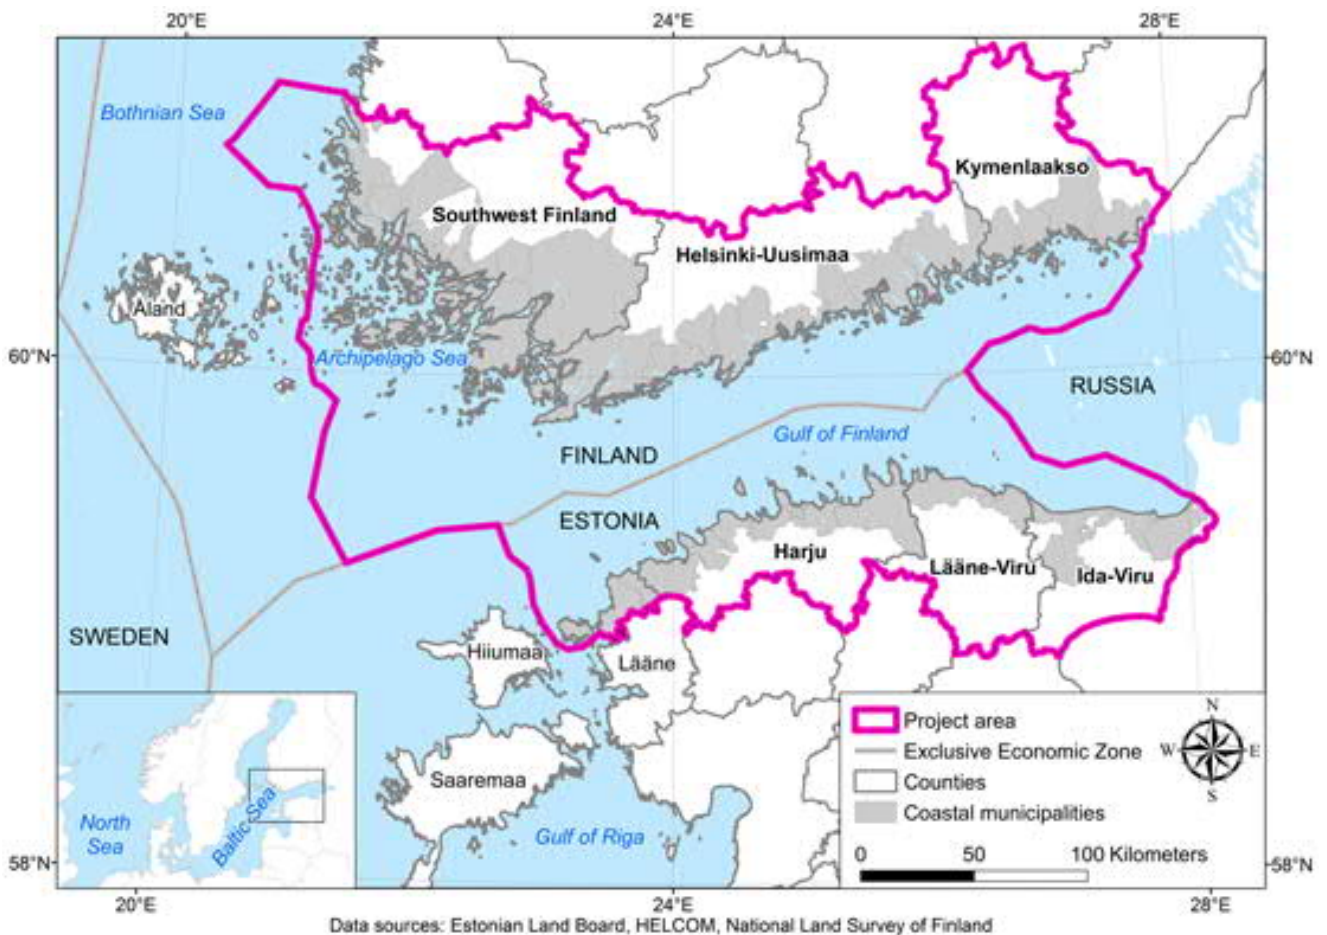 20°E
24°E
28°E
Bothnian Sea
Kymenlaakso
Southwest Finland
Helsinki-Uusimaa
Åland
60°N
Archipelago Sea
60°N
RUSSIA
Gulf of Finland
FINLAND
ESTONIA
Harju
Lääne-Viru
Ida-Viru
SWEDEN
Hiiumaa
Lääne
Saaremaa
Gulf of Riga
North
Sea
Baltic Sea
Project area
Exclusive Economic Zone
Counties
Coastal municipalities
0 50 100 Kilometers
N
W E
S
58°N
58°N
20°E
24°E
28°E
Data sources: Estonian Land Board, HELCOM, National Land Survey of Finland